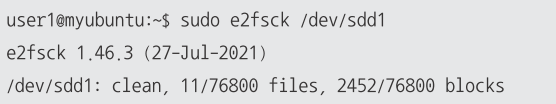 user1@myubuntu:~$ sudo e2fsck /dev/sdd1
e2fsck 1.46.3 (27-Jul-2021)
/dev/sdd1: clean, 11/76800 files, 2452/76800 blocks